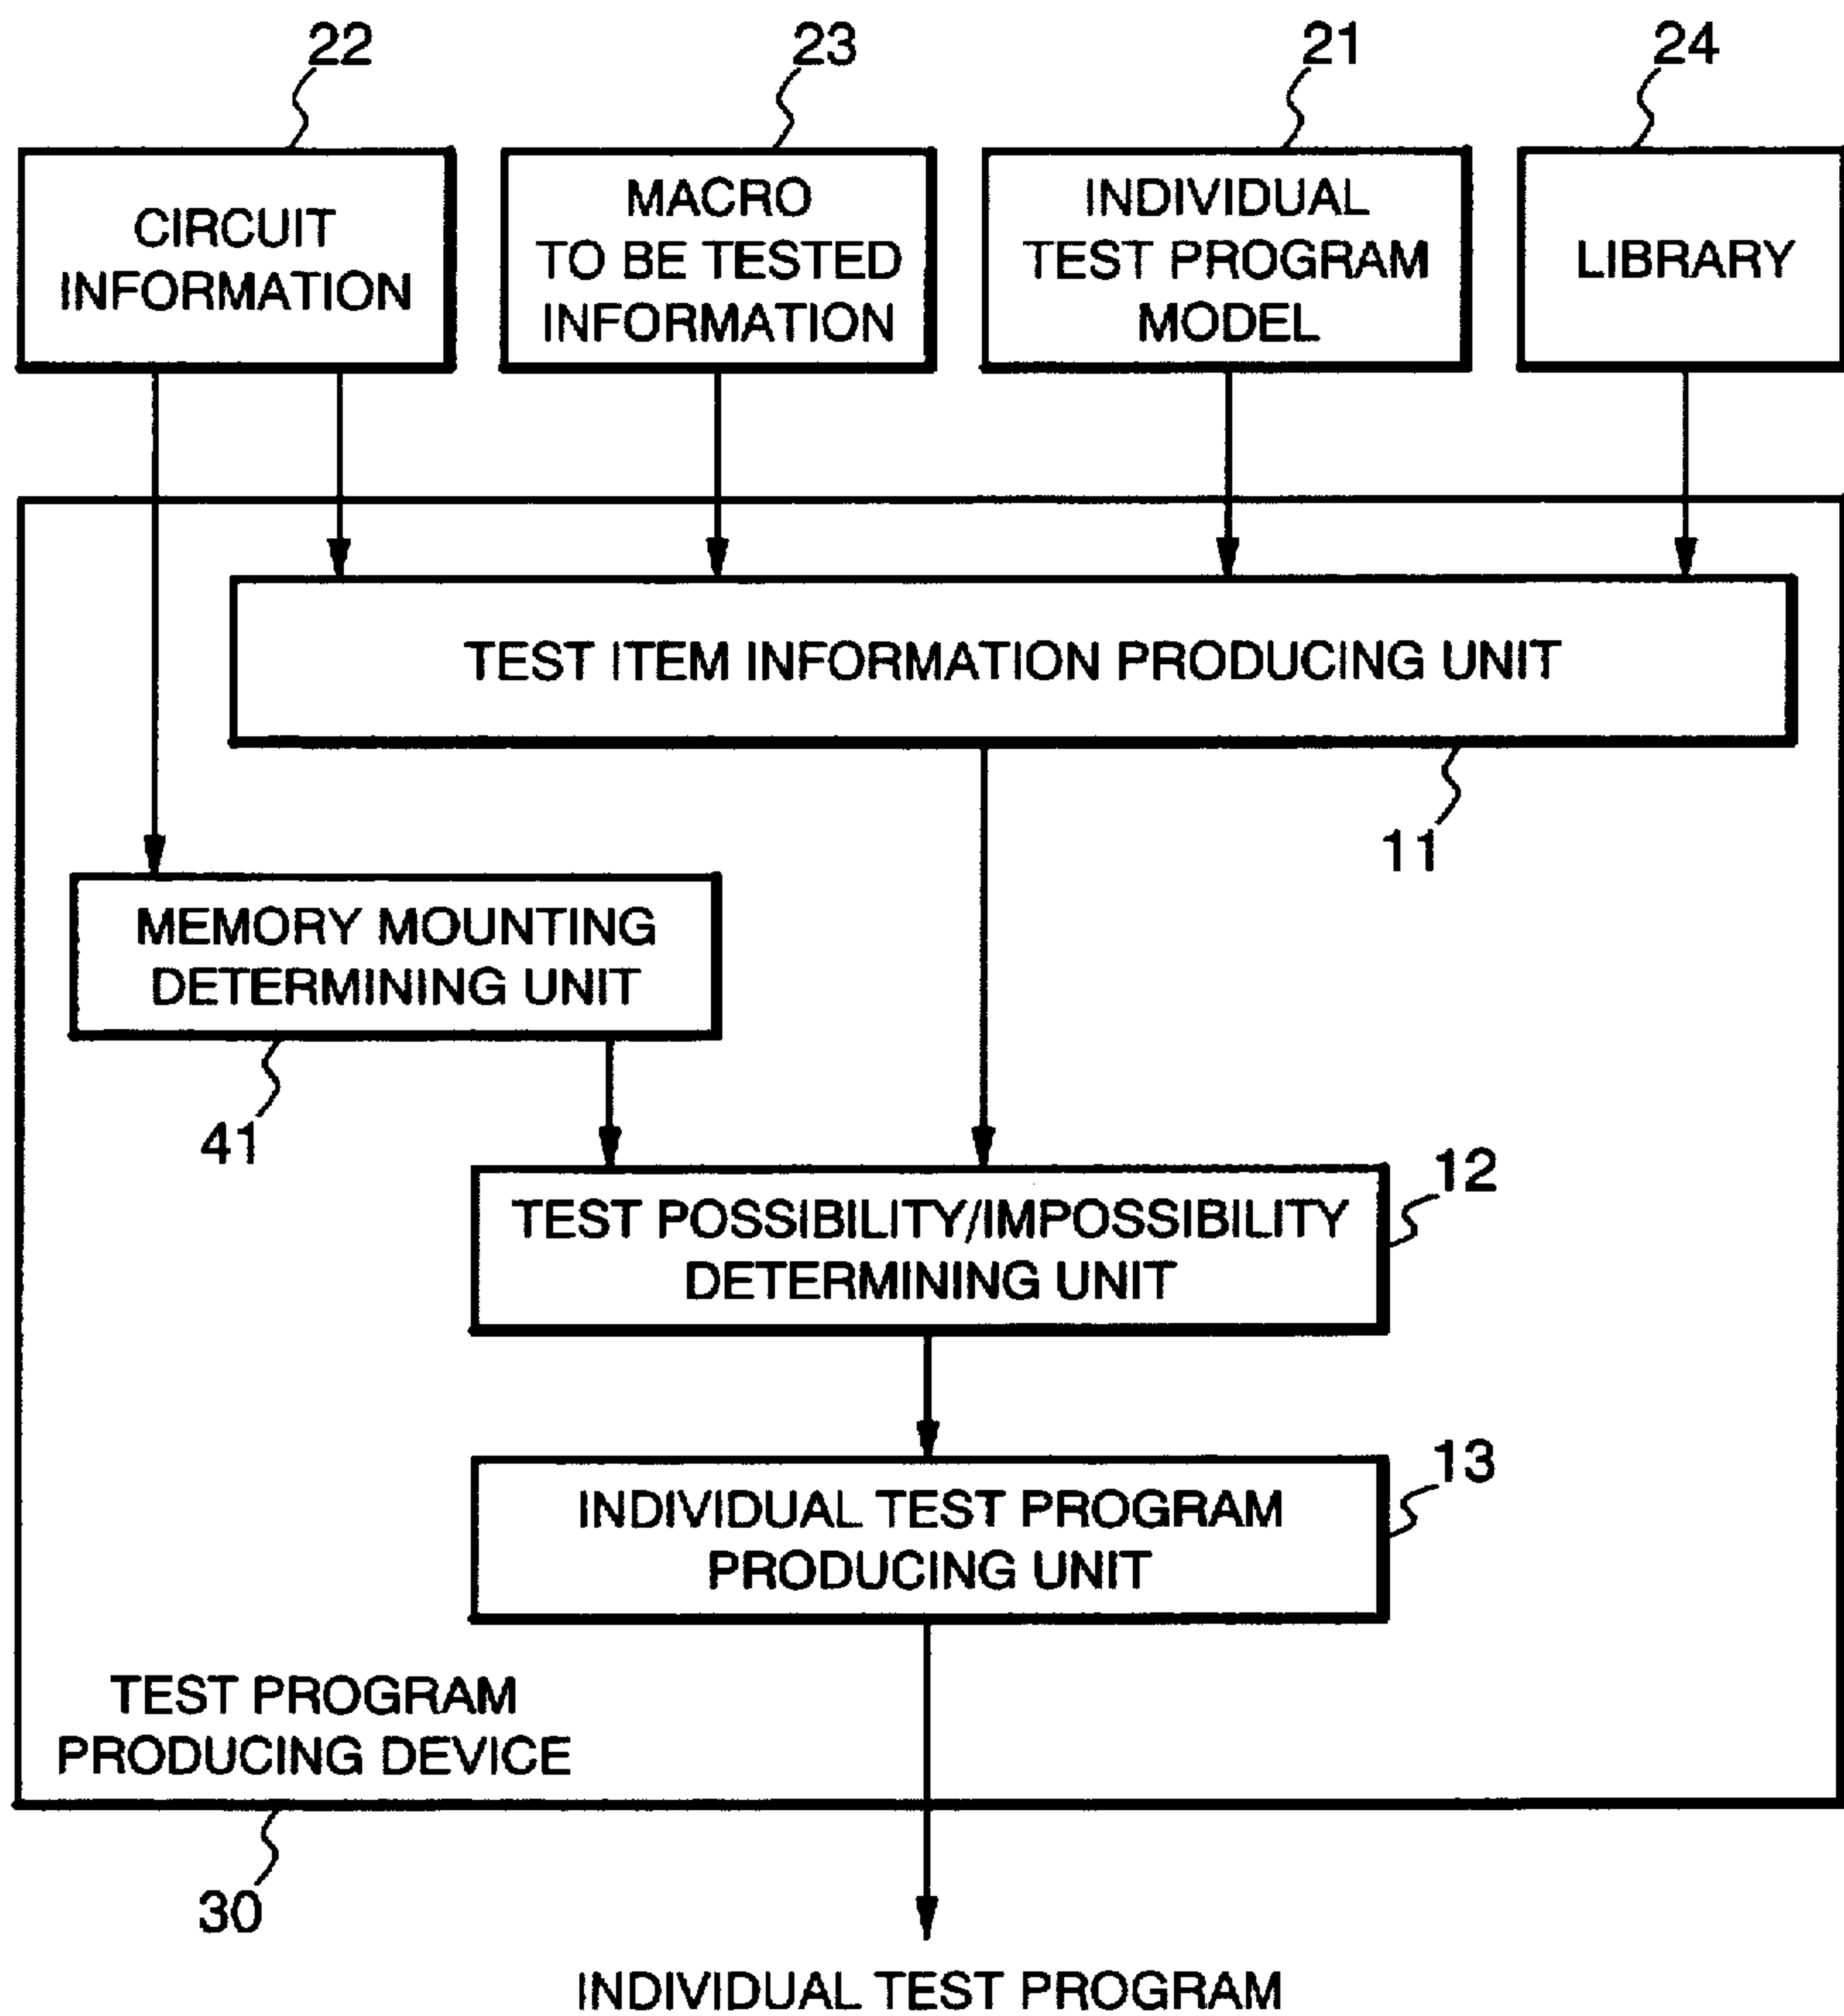 22
23
21
24
CIRCUIT
INFORMATION
MACRO
TO BE TESTED
INFORMATION
INDIVIDUAL
TEST PROGRAM
MODEL
LIBRARY
TEST ITEM INFORMATION PRODUCING UNIT
11
MEMORY MOUNTING
DETERMINING UNIT
41
12
TEST POSSIBILITY/IMPOSSIBILITY
DETERMINING UNIT
13
INDIVIDUAL TEST PROGRAM
PRODUCING UNIT
TEST PROGRAM
PRODUCING DEVICE
30
INDIVIDUAL TEST PROGRAM